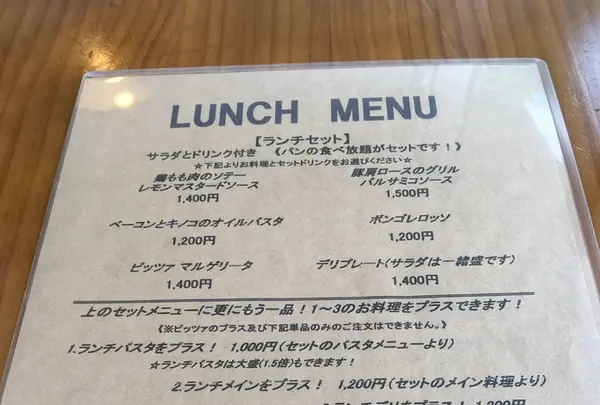 LUNCH MENU
【ランチセット】
サラダとドリンク付き 《パンの食べ放題がセットです!》
☆下記よりお料理とセットドリンクをお選びください☆
鶏もも肉のソテー
レモンマスタードソース
1,400円
豚肩ロースのグリル
バルサミコソース
1,500円
ベーコンとキノコのオイルパスタ
1,200円
ボンゴレロッソ
1,200円
ピッツァ マルゲリータ
1,400円
デリプレート(サラダは一緒盛です)
1,400円
上のセットメニューに更にもう一品!1~3のお料理をプラスできます!
《※ピッツァのプラス及び下記単品のみのご注文はできません。》
1.ランチパスタをプラス! 1,000円(セットのパスタメニューより)
☆ランチパスタは大盛(1.5倍)もできます!
2.ランチメインをプラス! 1,200円(セットのメイン料理より)